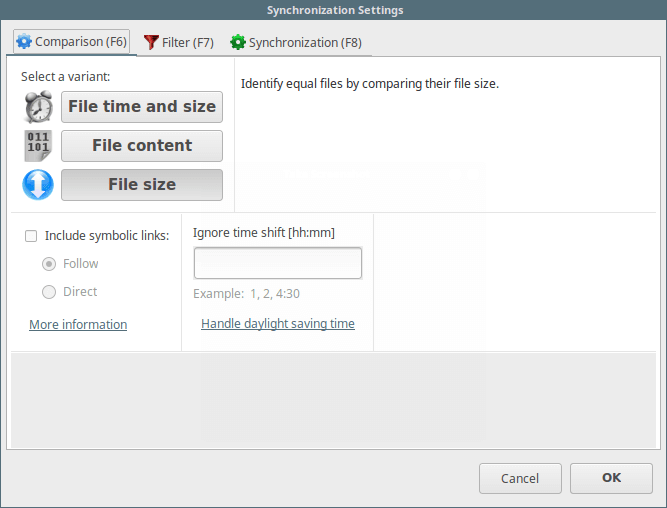 Synchronization Settings
Comparison (F6)
Filter (F7)
Synchronization (F8)
Select a variant:
File time and size
011
101
File content
File size
Identify equal files by comparing their file size.
Include symbolic links:
Follow
Direct
More information
Ignore time shift [hh:mm]
Example: 1, 2, 4:30
Handle daylight saving time
Cancel
OK